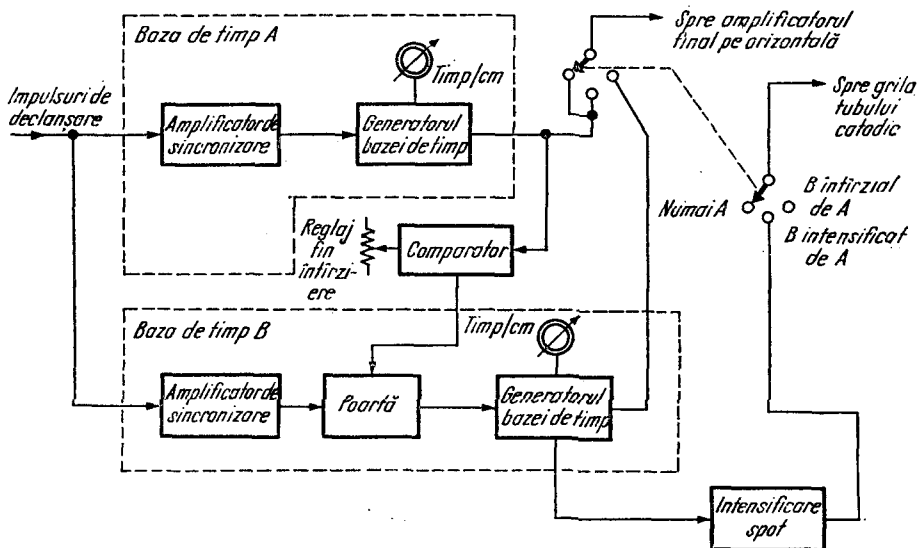 Baza de timp A
Spre amplificatorul
final pe orizontală
Timp/cm
Spre grila
tubului
catodic
Impulsuri de
declanșare
Amplificator de
sincronizare
Generatorul
bazei de timp
Numai A
B întîrzial
de A
B intensificat
de A
Reglaj
fin
întîrzi-
ere
Comparator
Baza de timp B
Timp/cm
Amplificator de
sincronizare
Poartă
Generatorul
bazei de timp
Intensificare
spot